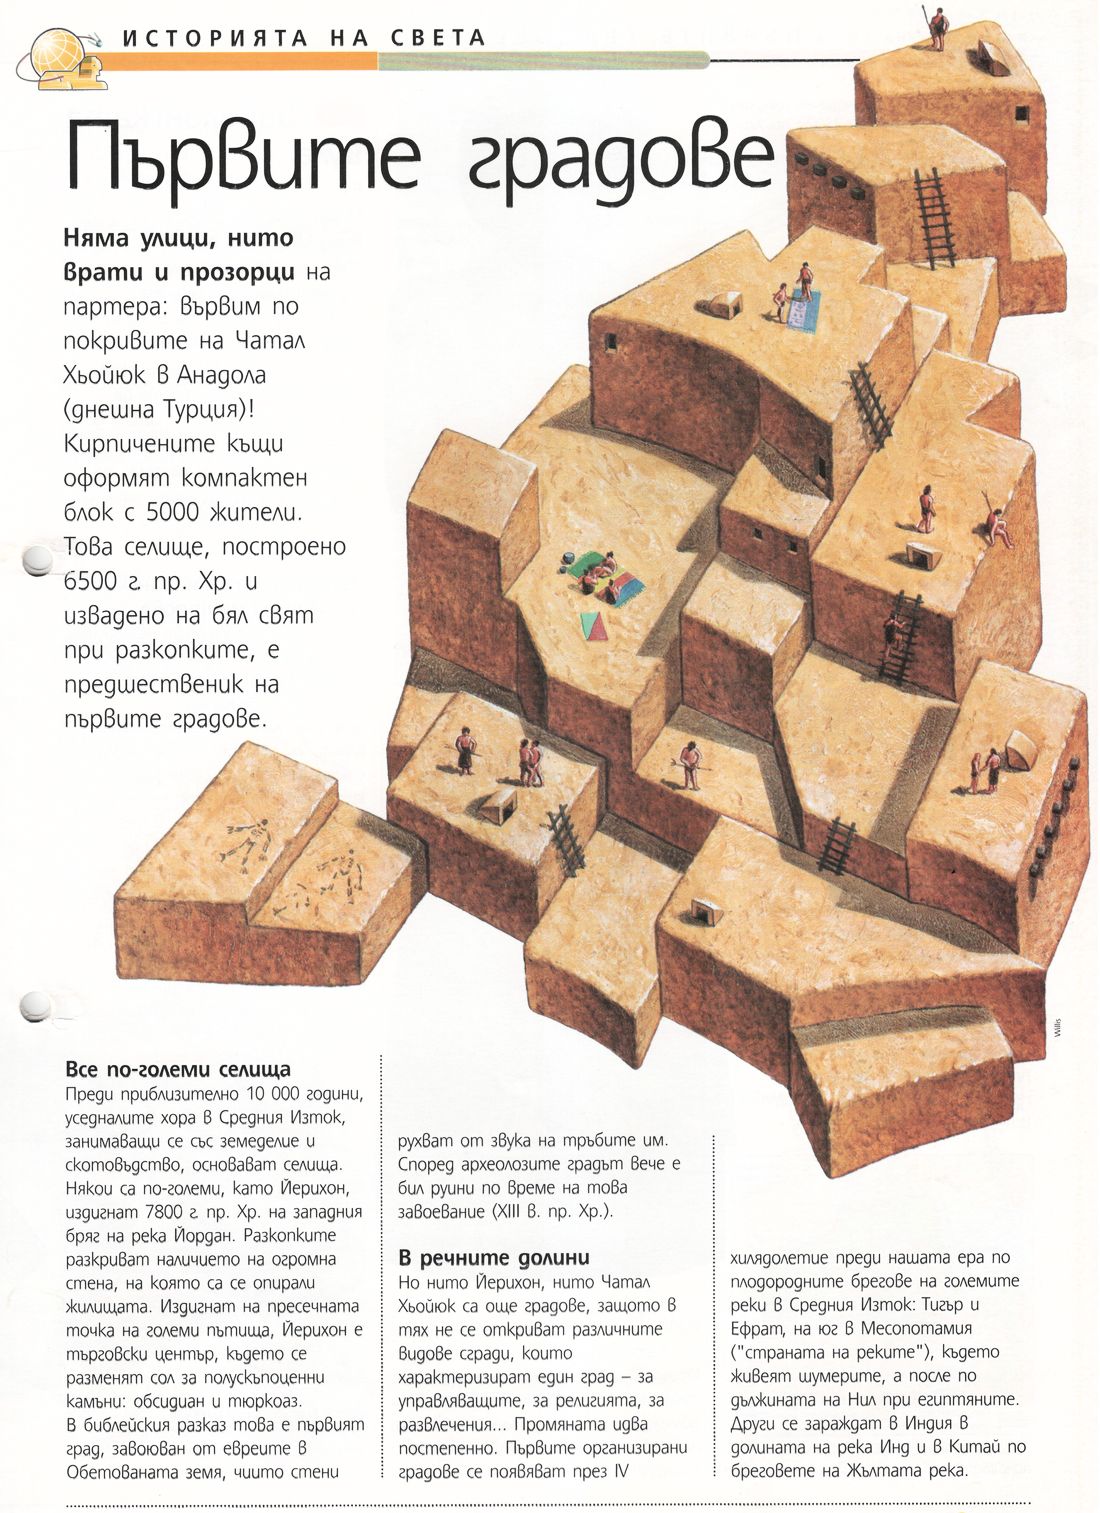 ИСТОРИЯТА НА СВЕТА
Първите градове
Няма улици, нито
врати и прозорци на
партера: вървим по
покривите на Чатал
Хьойюк в Анадола
(днешна Турция)!
Кирпичените къщи
оформят компактен
блок с 5000 жители.
Това селище, построено
6500 г. пр. Хр. и
извадено на бял свят
при разкопките, е
предшественик на
първите градове.
Willis
Все по-големи селища
Преди приблизително 10 000 години,
уседналите хора в Средния Изток,
занимаващи се със земеделие и
скотовъдство, основават селища.
Някои са по-големи, като Йерихон,
издигнат 7800 г. пр. Хр. на западния
бряг на река Йордан. Разкопките
разкриват наличието на огромна
стена, на която са се опирали
жилищата. Издигнат на пресечната
точка на големи пътища, Йерихон е
търговски център, където се
разменят сол за полускъпоценни
камъни: обсидиан и тюркоаз.
В библейския разказ това е първият
град, завоюван от евреите в
Обетованата земя, чиито стени
рухват от звука на тръбите им.
Според археолозите градът вече е
бил руини по време на това
завоевание (XIII в. пр. Хр.).
В речните долини
Но нито Йерихон, нито Чатал
Хьойюк са още градове, защото в
тях не се откриват различните
видове сгради, които
характеризират един град – за
управляващите, за религията, за
развлечения... Промяната идва
постепенно. Първите организирани
градове се появяват през IV
хилядолетие преди нашата ера по
плодородните брегове на големите
реки в Средния Изток: Тигър и
Ефрат, на юг в Месопотамия
("страната на реките"), където
живеят шумерите, а после по
дължината на Нил при египтяните.
Други се зараждат в Индия в
долината на река Инд и в Китай по
бреговете на Жълтата река.